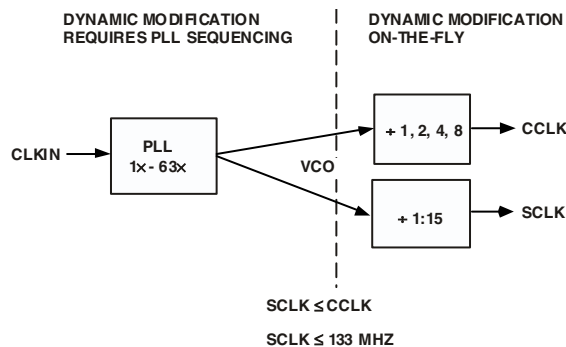 DYNAMIC MODIFICATION
REQUIRES PLL SEQUENCING
DYNAMIC MODIFICATION
ON-THE-FLY
CLKIN
PLL
1× - 63×
VCO
+ 1, 2, 4, 8
CCLK
+ 1:15
SCLK
SCLK ≤ CCLK
SCLK ≤ 133 MHZ